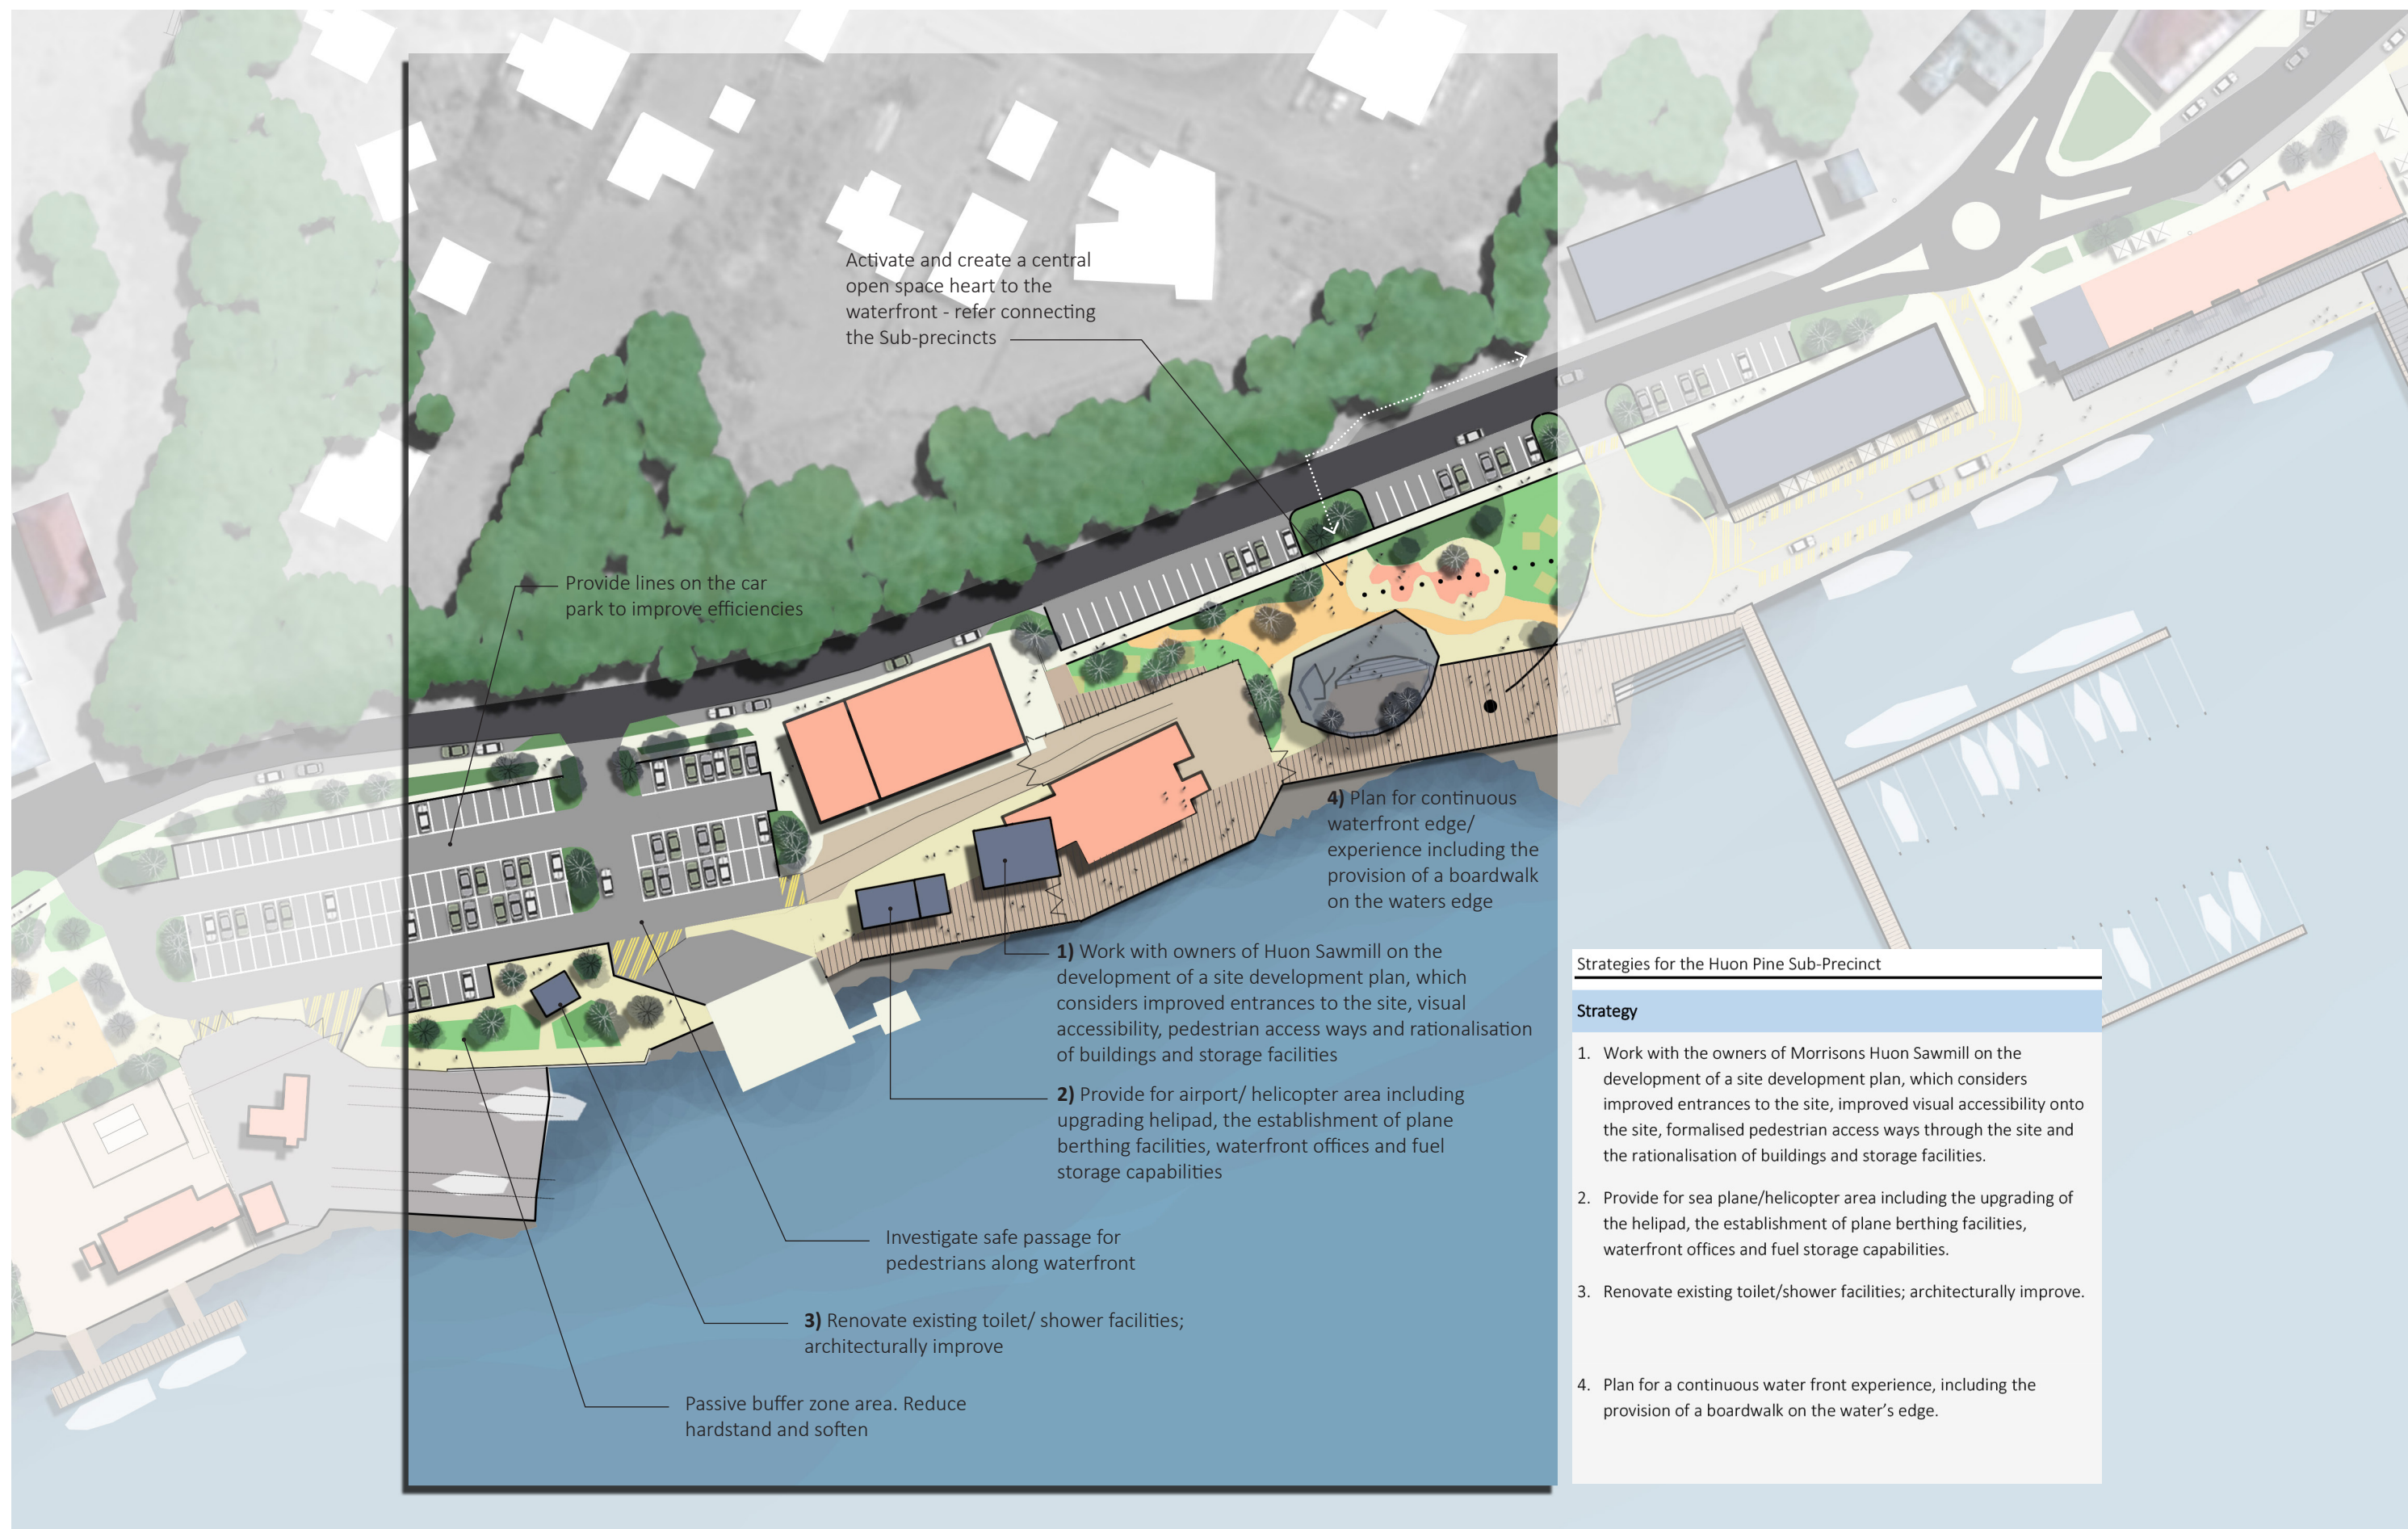 Activate and create a central
open space heart to the
waterfront - refer connecting
the Sub-precincts
Provide lines on the car
park to improve efficiencies
4) Plan for continuous
waterfront edge/
experience including the
provision of a boardwalk
on the waters edge
1) Work with owners of Huon Sawmill on the
development of a site development plan, which
considers improved entrances to the site, visual
accessibility, pedestrian access ways and rationalisation
of buildings and storage facilities
2) Provide for airport/ helicopter area including
upgrading helipad, the establishment of plane
berthing facilities, waterfront offices and fuel
storage capabilities
Investigate safe passage for
pedestrians along waterfront
3) Renovate existing toilet/ shower facilities;
architecturally improve
Passive buffer zone area. Reduce
hardstand and soften
Strategies for the Huon Pine Sub-Precinct
Strategy
1. Work with the owners of Morrisons Huon Sawmill on the
development of a site development plan, which considers
improved entrances to the site, improved visual accessibility onto
the site, formalised pedestrian access ways through the site and
the rationalisation of buildings and storage facilities.
2. Provide for sea plane/helicopter area including the upgrading of
the helipad, the establishment of plane berthing facilities,
waterfront offices and fuel storage capabilities.
3. Renovate existing toilet/shower facilities; architecturally improve.
4. Plan for a continuous water front experience, including the
provision of a boardwalk on the water’s edge.